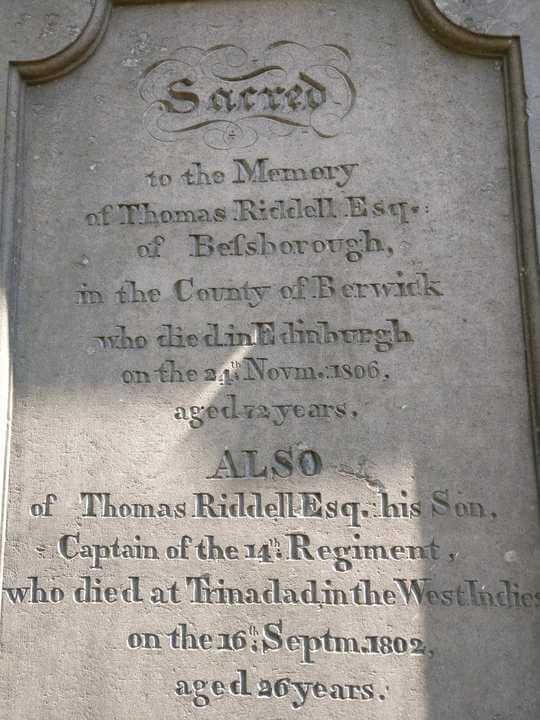 Sacred
to the Memory
of Thomas Riddell Esqr.
of Beſsborough,
in the County of Berwick
who died in Edinburgh
on the 24th. Novm. 1806.
aged 72 years.
ALSO
of Thomas Riddell Esq. his Son,
Captain of the 14th. Regiment,
who died at Trinadad, in the West Indies
on the 16th. Septm. 1802,
aged 26 years.